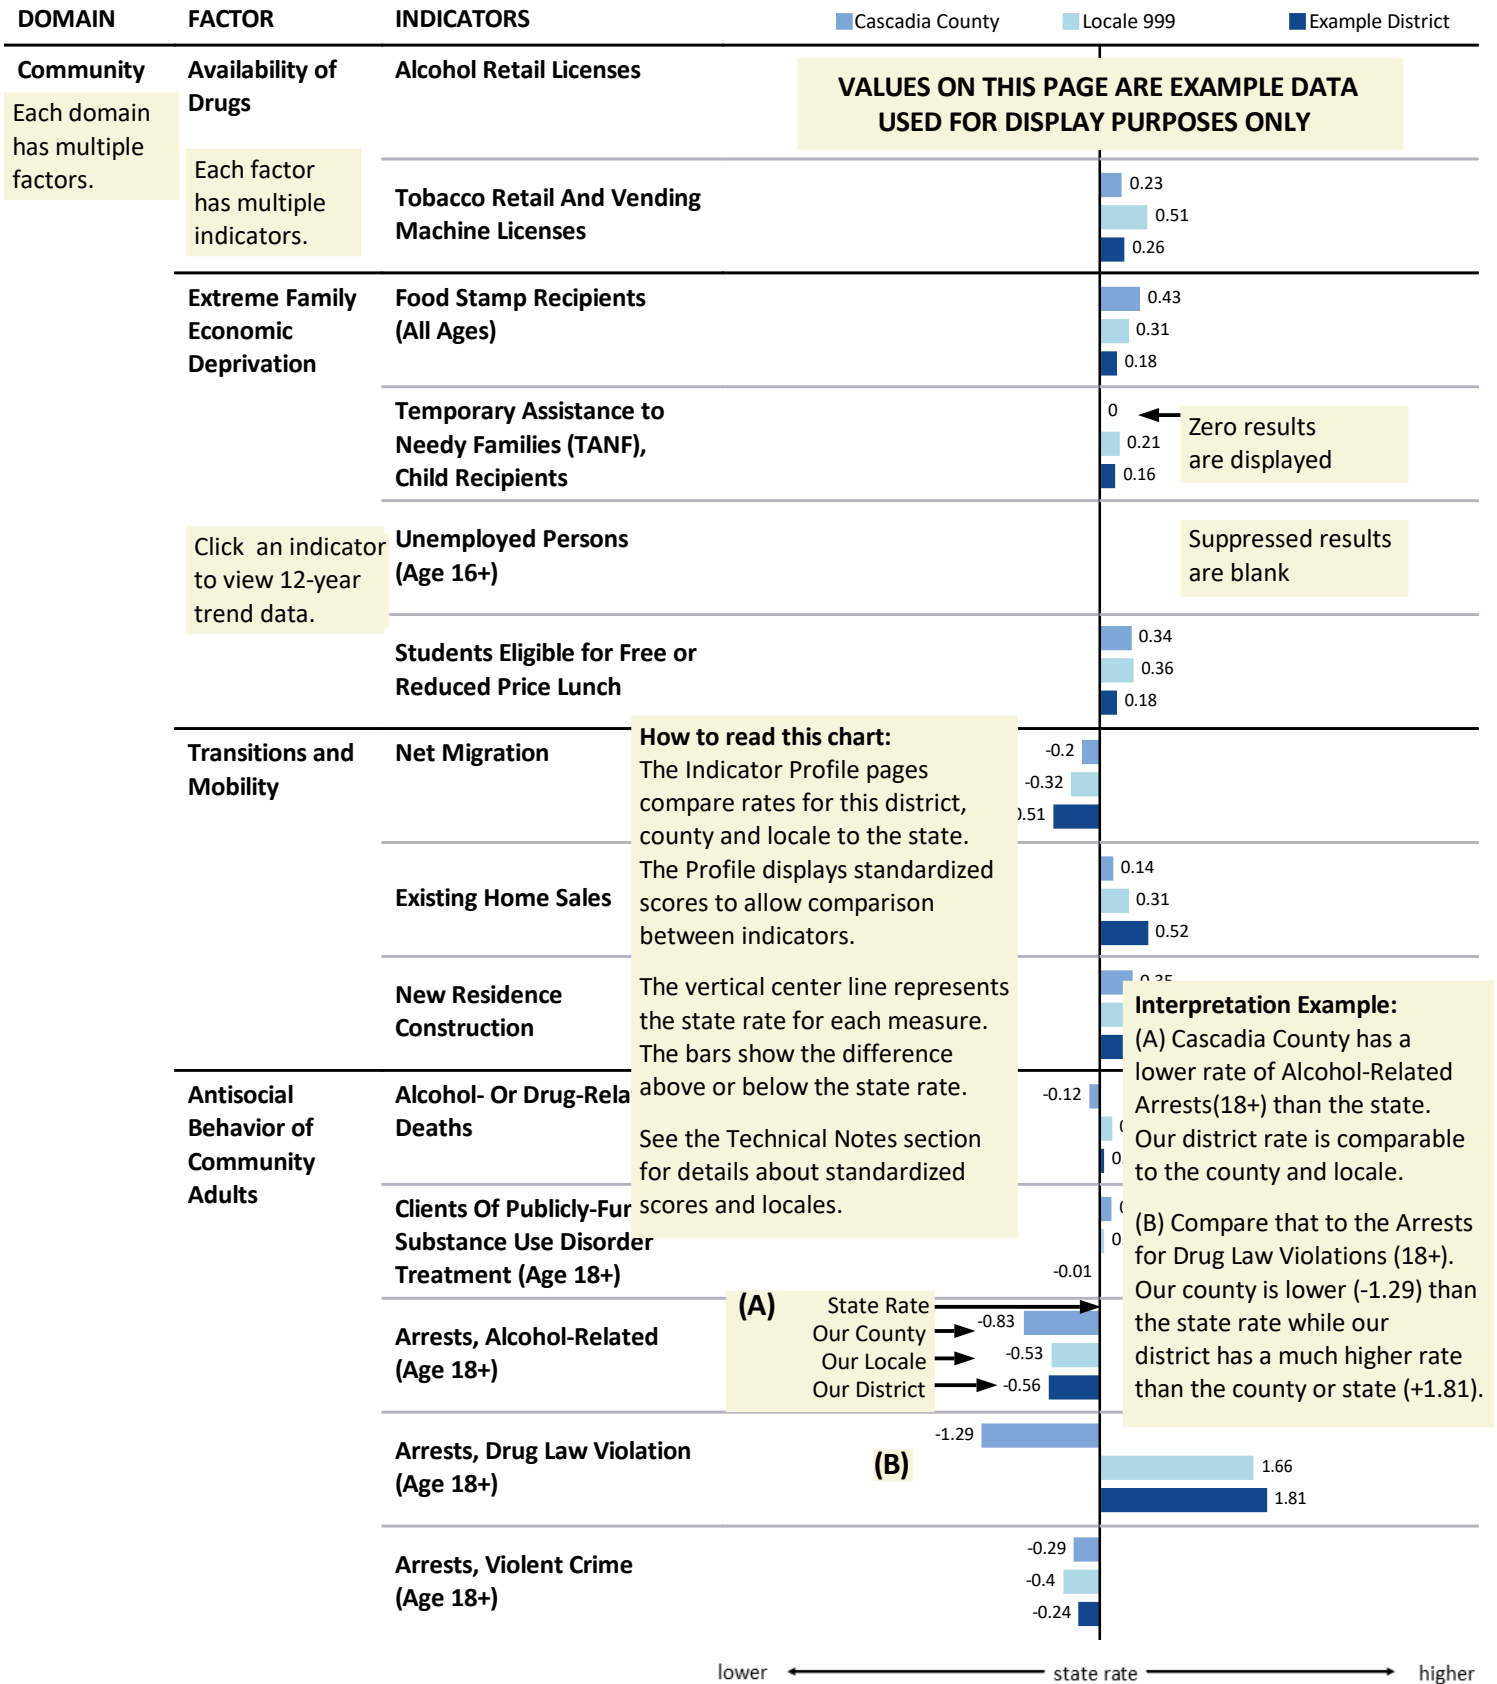 DOMAIN FACTOR INDICATORS Cascadia County Locale 999 Example District
Community
Each domain
has multiple
factors.
Availability of
Drugs
Each factor
has multiple
indicators.
Alcohol Retail Licenses
VALUES ON THIS PAGE ARE EXAMPLE DATA
USED FOR DISPLAY PURPOSES ONLY
Tobacco Retail And Vending
Machine Licenses
0.23
0.51
0.26
Extreme Family
Economic
Deprivation
Food Stamp Recipients
(All Ages)
0.43
0.31
0.18
Temporary Assistance to
Needy Families (TANF),
Child Recipients
0
0.21
0.16
Zero results
are displayed
Click an indicator
to view 12-year
trend data.
Unemployed Persons
(Age 16+)
Suppressed results
are blank
Students Eligible for Free or
Reduced Price Lunch
0.34
0.36
0.18
Transitions and
Mobility
Net Migration
-0.2
-0.32
.51
How to read this chart:
The Indicator Profile pages
compare rates for this district,
county and locale to the state.
The Profile displays standardized
scores to allow comparison
between indicators.
The vertical center line represents
the state rate for each measure.
The bars show the difference
above or below the state rate.
See the Technical Notes section
for details about standardized
scores and locales.
Existing Home Sales
0.14
0.31
0.52
New Residence
Construction
Interpretation Example:
(A) Cascadia County has a
lower rate of Alcohol-Related
Arrests(18+) than the state.
Our district rate is comparable
to the county and locale.
(B) Compare that to the Arrests
for Drug Law Violations (18+).
Our county is lower (-1.29) than
the state rate while our
district has a much higher rate
than the county or state (+1.81).
Antisocial
Behavior of
Community
Adults
Alcohol- Or Drug-Rela
Deaths
-0.12
0.
Clients Of Publicly-Fu
Substance Use Disorder
Treatment (Age 18+)
0.
-0.01
Arrests, Alcohol-Related
(Age 18+)
(A) State Rate
Our County -0.83
Our Locale -0.53
Our District -0.56
Arrests, Drug Law Violation
(Age 18+)
(B)
-1.29
1.66
1.81
Arrests, Violent Crime
(Age 18+)
-0.29
-0.4
-0.24
lower state rate higher